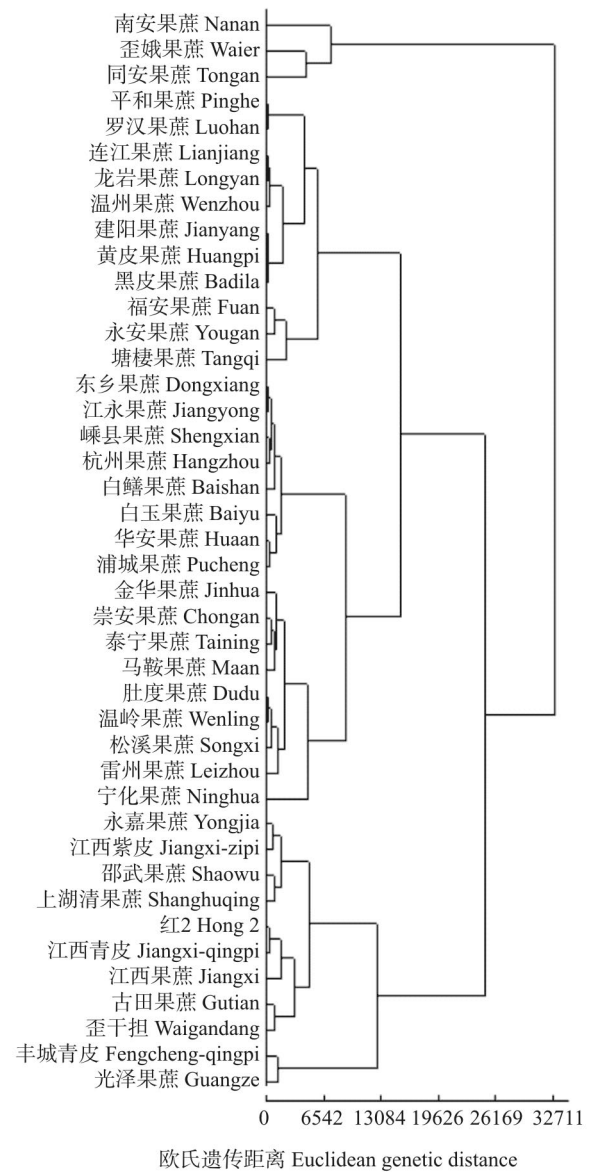 南安果蔗 Nanan
歪娥果蔗 Waier
同安果蔗 Tongan
平和果蔗 Pinghe
罗汉果蔗 Luohan
连江果蔗 Lianjiang
龙岩果蔗 Longyan
温州果蔗 Wenzhou
建阳果蔗 Jianyang
黄皮果蔗 Huangpi
黑皮果蔗 Badila
福安果蔗 Fuan
永安果蔗 Yougan
塘棲果蔗 Tangqi
东乡果蔗 Dongxiang
江永果蔗 Jiangyong
嵊县果蔗 Shengxian
杭州果蔗 Hangzhou
白鳝果蔗 Baishan
白玉果蔗 Baiyu
华安果蔗 Huaan
浦城果蔗 Pucheng
金华果蔗 Jinhua
崇安果蔗 Chongan
泰宁果蔗 Taining
马鞍果蔗 Maan
肚度果蔗 Dudu
温岭果蔗 Wenling
松溪果蔗 Songxi
雷州果蔗 Leizhou
宁化果蔗 Ninghua
永嘉果蔗 Yongjia
江西紫皮 Jiangxi-zipi
邵武果蔗 Shaowu
上湖清果蔗 Shanghuqing
红2 Hong 2
江西青皮 Jiangxi-qingpi
江西果蔗 Jiangxi
古田果蔗 Gutian
歪干担 Waigandang
丰城青皮 Fengcheng-qingpi
光泽果蔗 Guangze
0 6542 13084 19626 26169 32711
欧氏遗传距离 Euclidean genetic distance